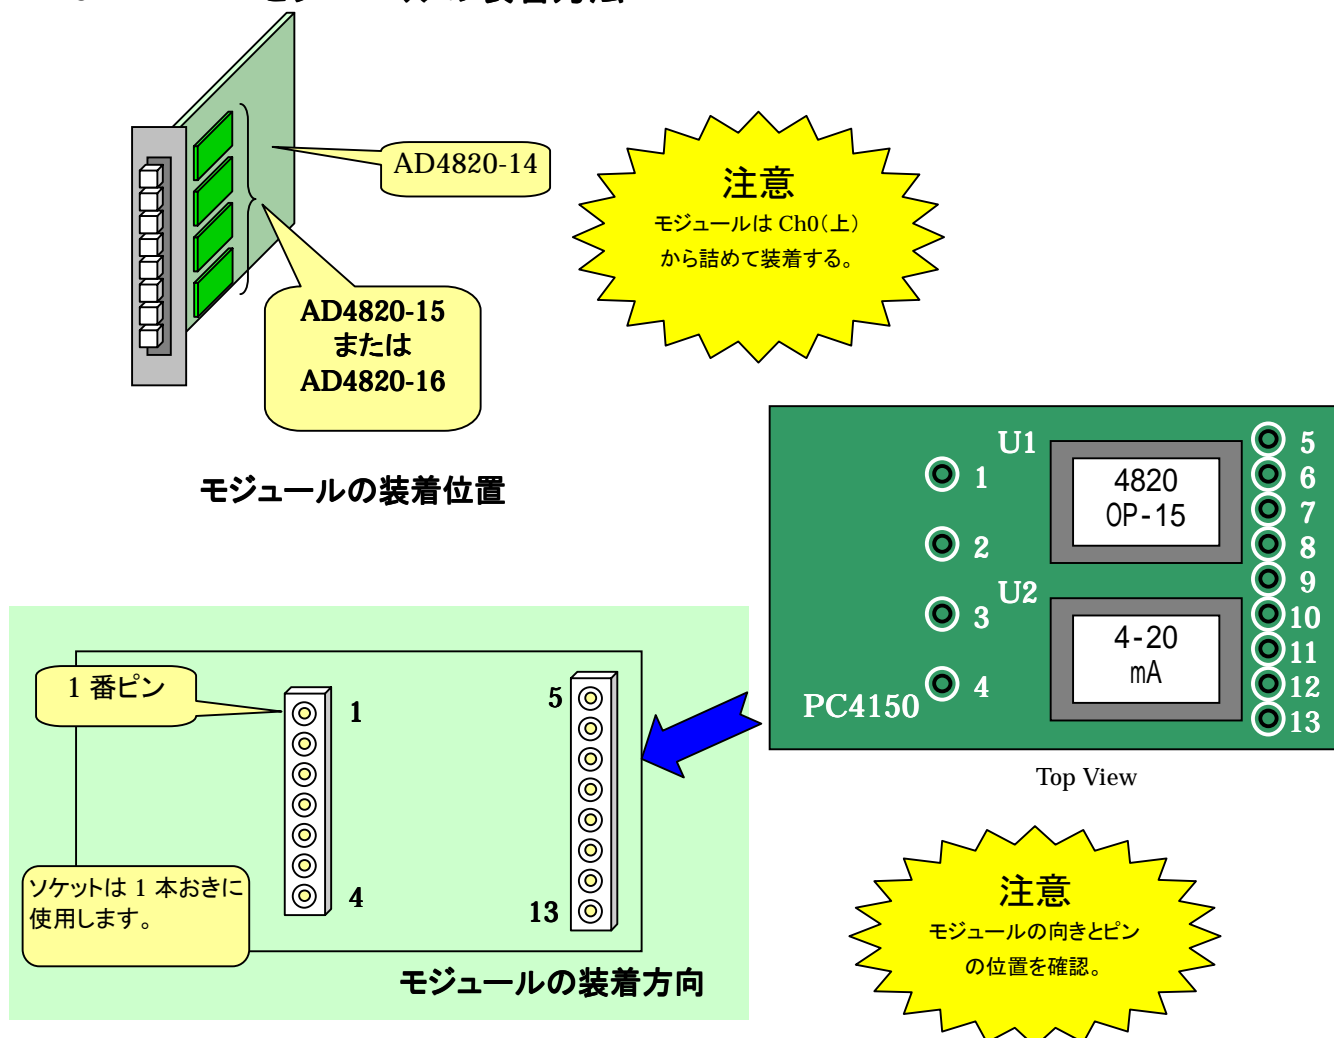 AD4820-14
AD4820-15
または
AD4820-16
注意
モジュールは Ch0(上)
から詰めて装着する。
モジュールの装着位置
U1
4820
OP-15
U2
4-20
mA
PC4150
1
2
3
4
5
6
7
8
9
10
11
12
13
Top View
1 番ピン
1
4
5
13
ソケットは 1 本おきに
使用します。
モジュールの装着方向
注意
モジュールの向きとピン
の位置を確認。